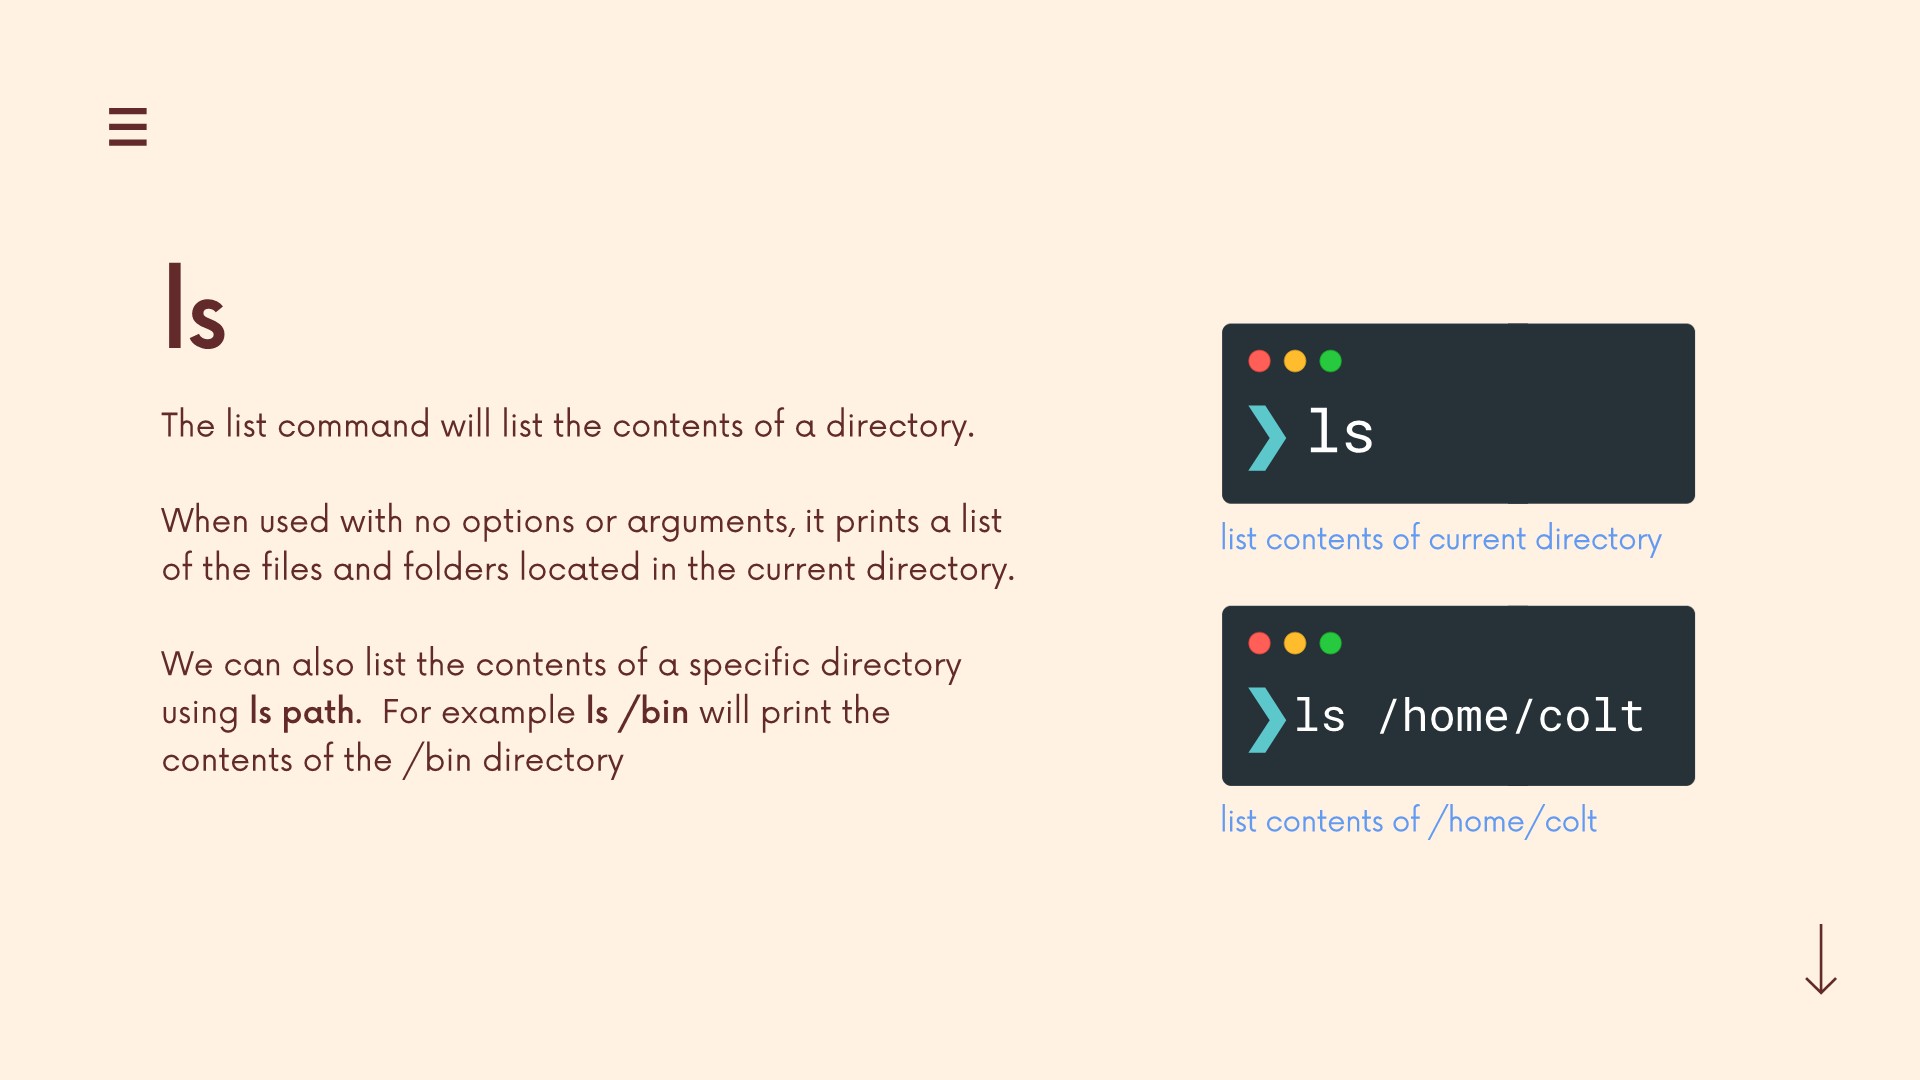 ls
The list command will list the contents of a directory.
When used with no options or arguments, it prints a list
of the files and folders located in the current directory.
We can also list the contents of a specific directory
using ls path.  For example ls /bin will print the
contents of the /bin directory
❯ ls
list contents of current directory
❯ ls /home/colt
list contents of /home/colt